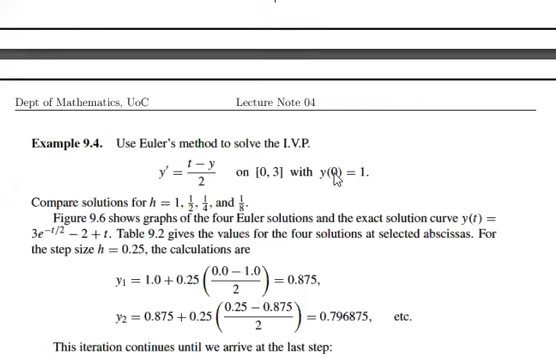 Dept of Mathematics, UoC Lecture Note 04
Example 9.4. Use Euler's method to solve the I.V.P.
y′ = (t − y)/2 on [0, 3] with y(0) = 1.
Compare solutions for h = 1, 1/2, 1/4, and 1/8.
Figure 9.6 shows graphs of the four Euler solutions and the exact solution curve y(t) =
3e^{−t/2} − 2 + t. Table 9.2 gives the values for the four solutions at selected abscissas. For
the step size h = 0.25, the calculations are
y₁ = 1.0 + 0.25 ((0.0 − 1.0)/2) = 0.875,
y₂ = 0.875 + 0.25 ((0.25 − 0.875)/2) = 0.796875, etc.
This iteration continues until we arrive at the last step: